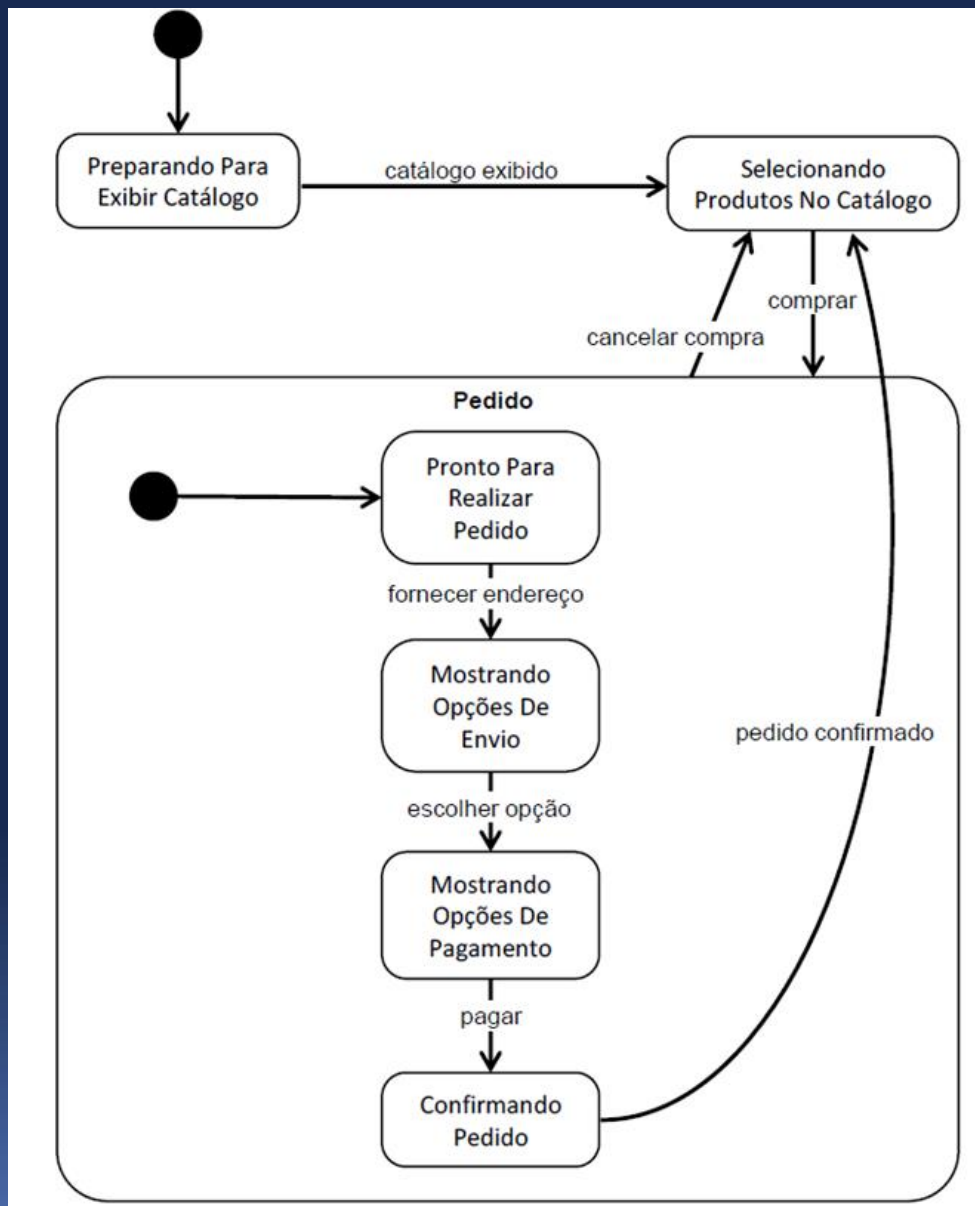 Preparando Para
Exibir Catálogo
catálogo exibido
Selecionando
Produtos No Catálogo
comprar
cancelar compra
Pedido
Pronto Para
Realizar
Pedido
fornecer endereço
Mostrando
Opções De
Envio
pedido confirmado
escolher opção
Mostrando
Opções De
Pagamento
pagar
Confirmando
Pedido